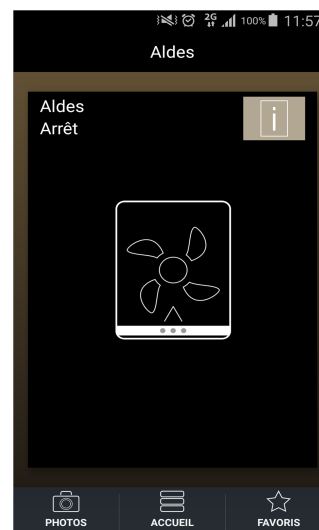 2G 100% 11:57
Aldes
Aldes
Arrêt
i
PHOTOS
ACCUEIL
FAVORIS